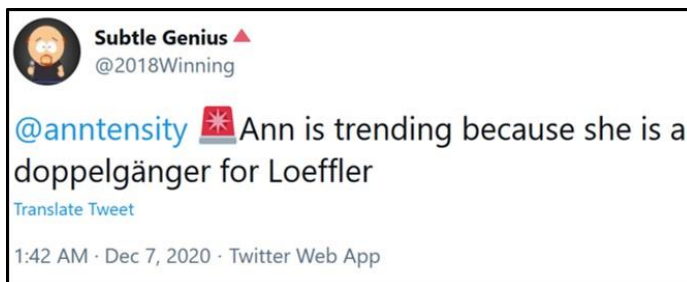 Subtle Genius
@2018Winning
@anntensity 🚨Ann is trending because she is a
doppelgänger for Loeffler
Translate Tweet
1:42 AM · Dec 7, 2020 · Twitter Web App